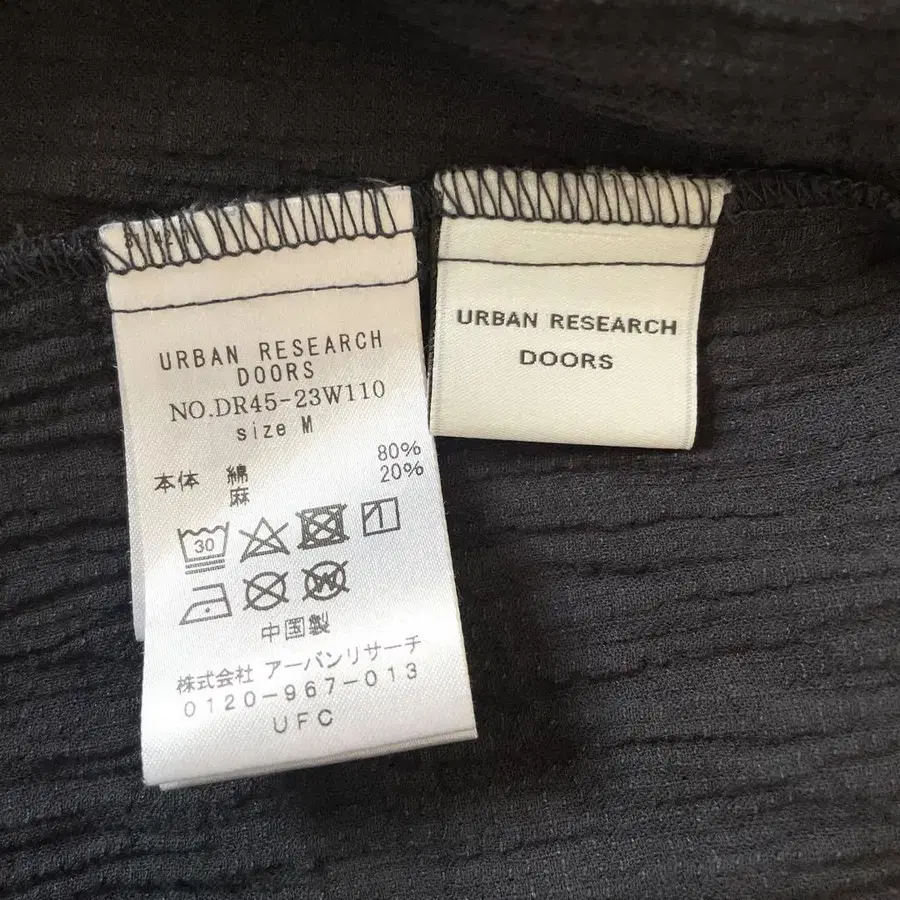 URBAN RESEARCH
DOORS
NO.DR45-23W110
size M
本体 綿 80%
麻 20%
30
W
中国製
株式会社 アーバンリサーチ
0120-967-013
UFC
URBAN RESEARCH
DOORS